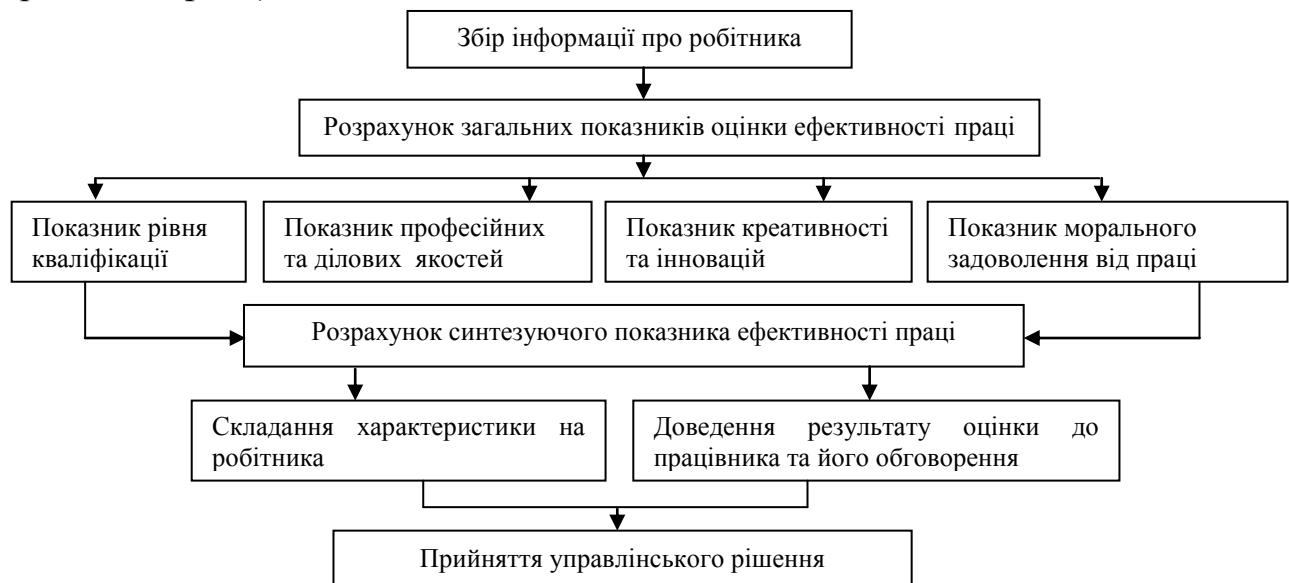 Збір інформації про робітника
Розрахунок загальних показників оцінки ефективності праці
Показник рівня
кваліфікації
Показник професійних
та ділових якостей
Показник креативності
та інновацій
Показник морального
задоволення від праці
Розрахунок синтезуючого показника ефективності праці
Складання характеристики на
робітника
Доведення результату оцінки до
працівника та його обговорення
Прийняття управлінського рішення